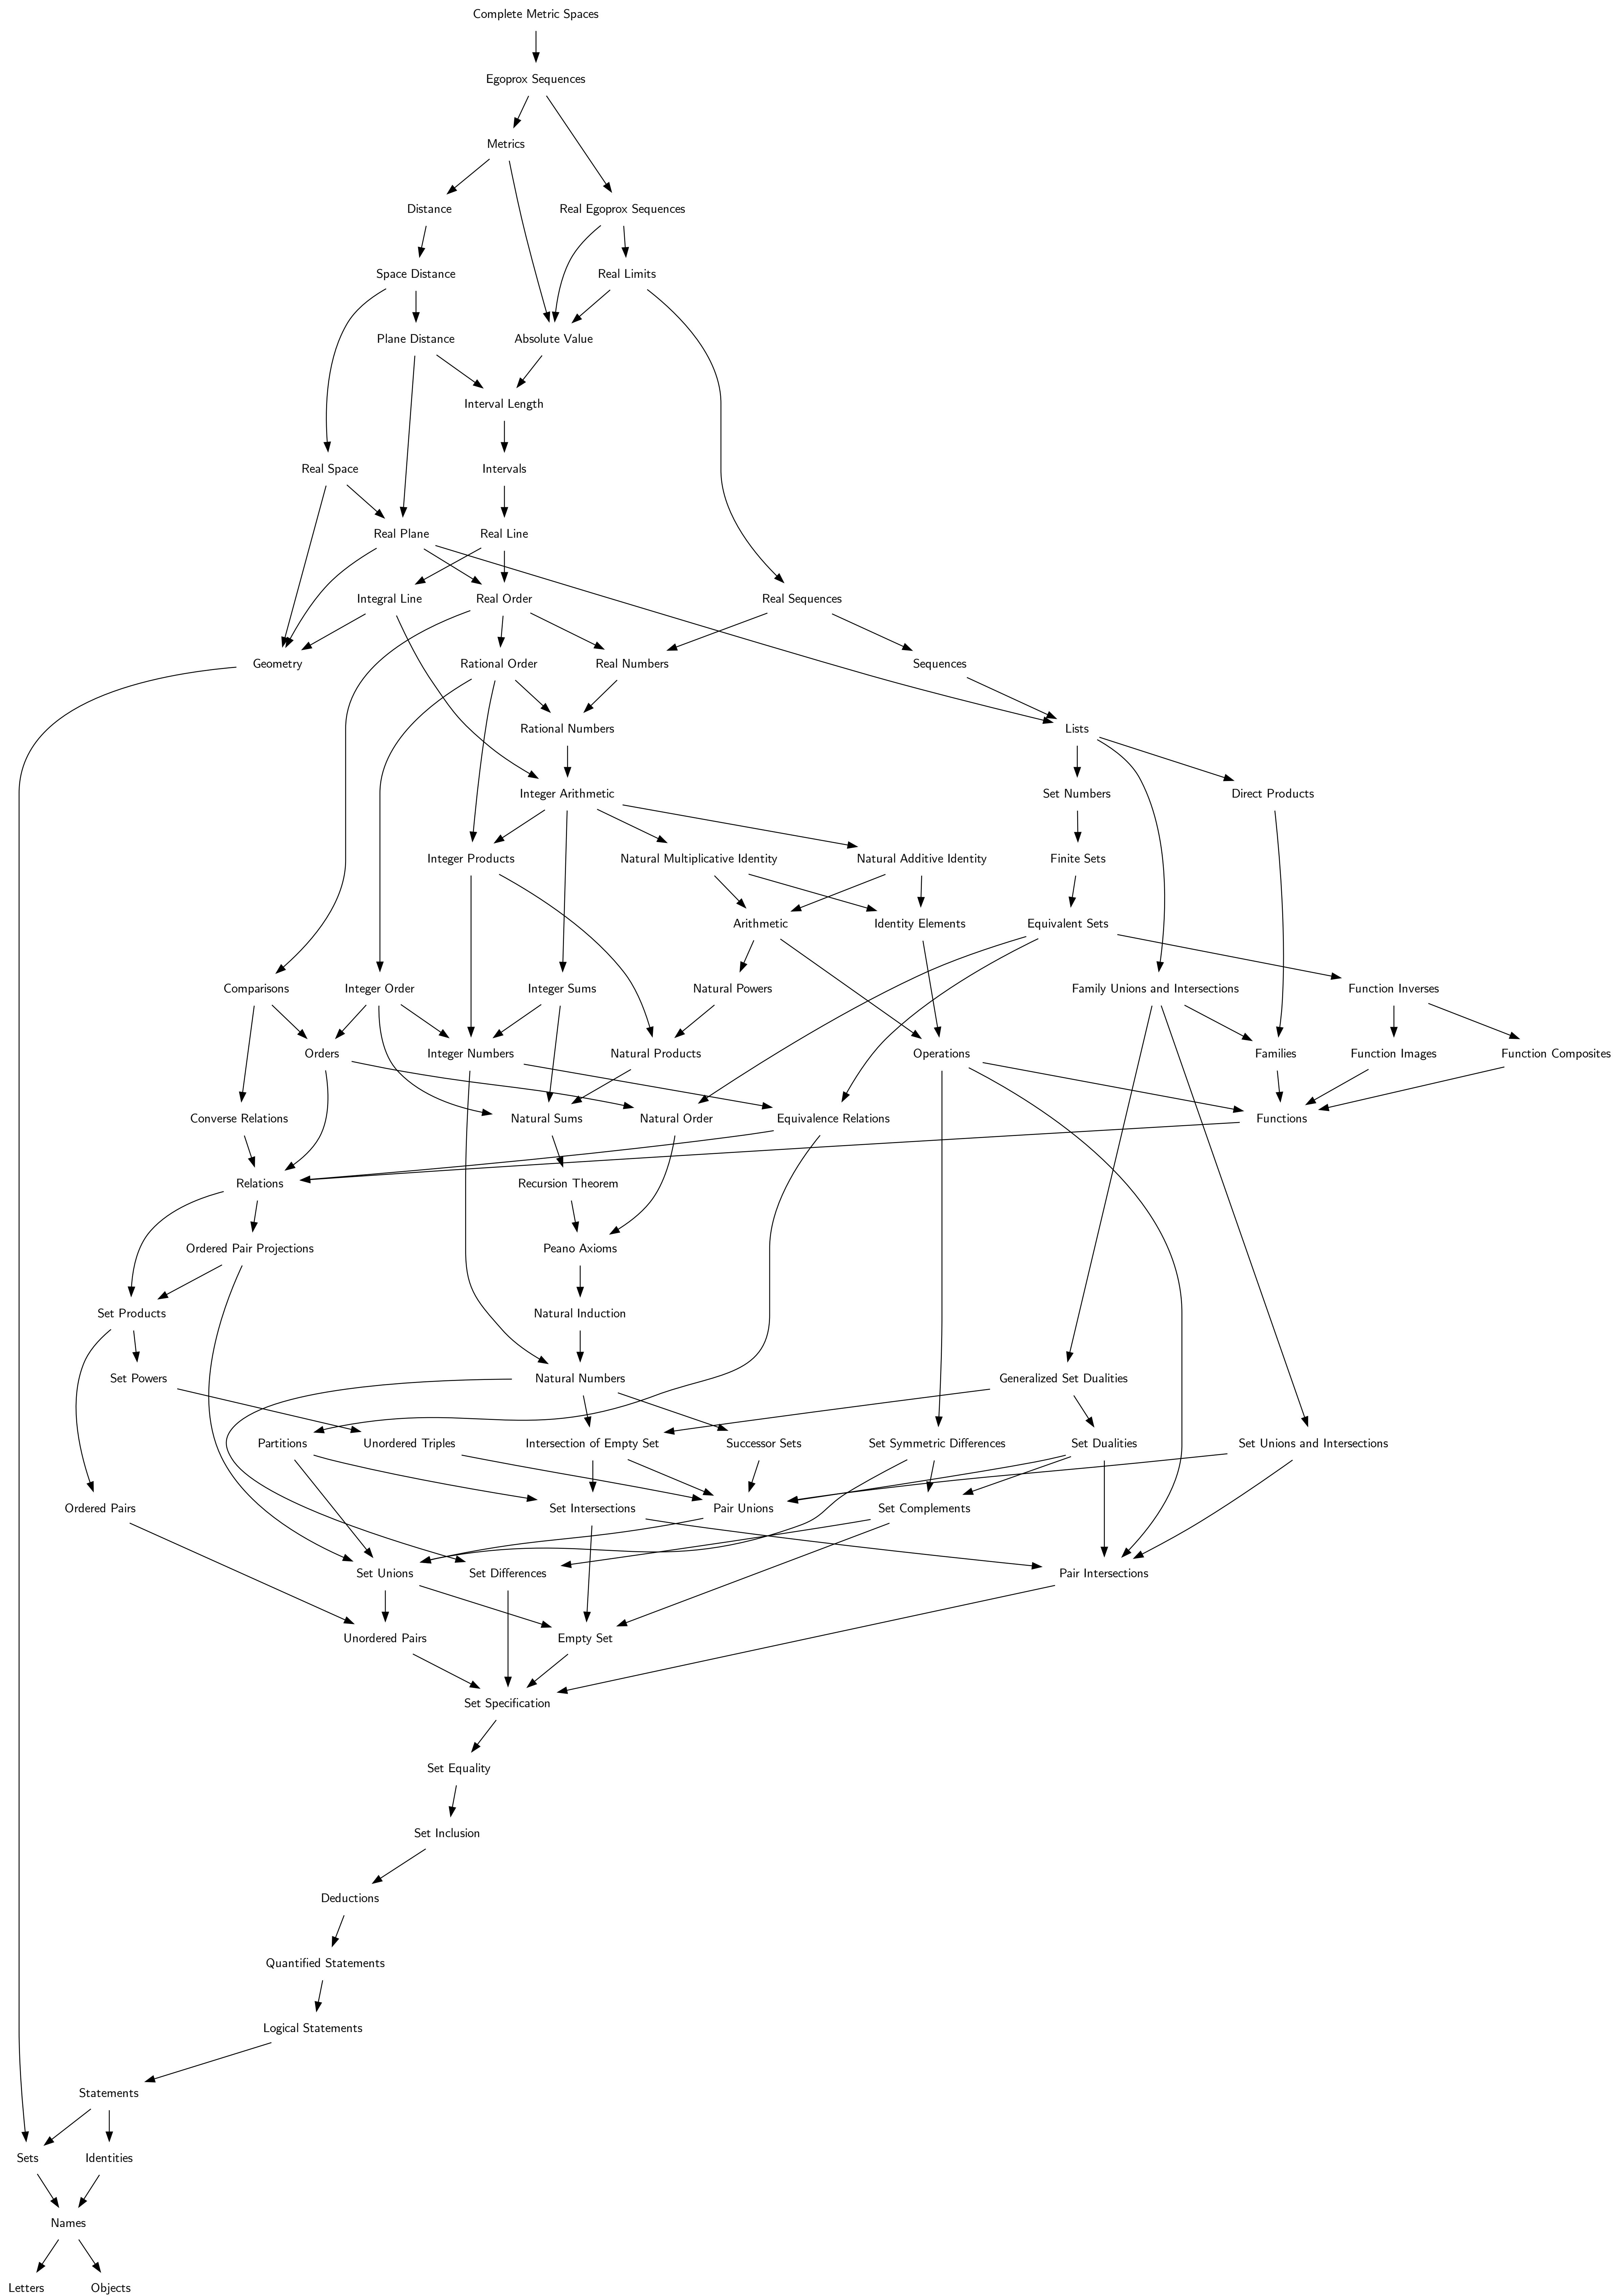 Complete Metric Spaces
Egoprox Sequences
Metrics
Distance
Real Egoprox Sequences
Space Distance
Real Limits
Plane Distance
Absolute Value
Interval Length
Real Space
Intervals
Real Plane
Real Line
Integral Line
Real Order
Real Sequences
Geometry
Rational Order
Real Numbers
Sequences
Rational Numbers
Lists
Integer Arithmetic
Set Numbers
Direct Products
Integer Products
Natural Multiplicative Identity
Natural Additive Identity
Finite Sets
Arithmetic
Identity Elements
Equivalent Sets
Comparisons
Integer Order
Integer Sums
Natural Powers
Family Unions and Intersections
Function Inverses
Orders
Integer Numbers
Natural Products
Operations
Families
Function Images
Function Composites
Converse Relations
Natural Sums
Natural Order
Equivalence Relations
Functions
Relations
Recursion Theorem
Ordered Pair Projections
Peano Axioms
Set Products
Natural Induction
Set Powers
Natural Numbers
Generalized Set Dualities
Partitions
Unordered Triples
Intersection of Empty Set
Successor Sets
Set Symmetric Differences
Set Dualities
Set Unions and Intersections
Ordered Pairs
Set Intersections
Pair Unions
Set Complements
Set Unions
Set Differences
Pair Intersections
Unordered Pairs
Empty Set
Set Specification
Set Equality
Set Inclusion
Deductions
Quantified Statements
Logical Statements
Statements
Sets
Identities
Names
Letters
Objects